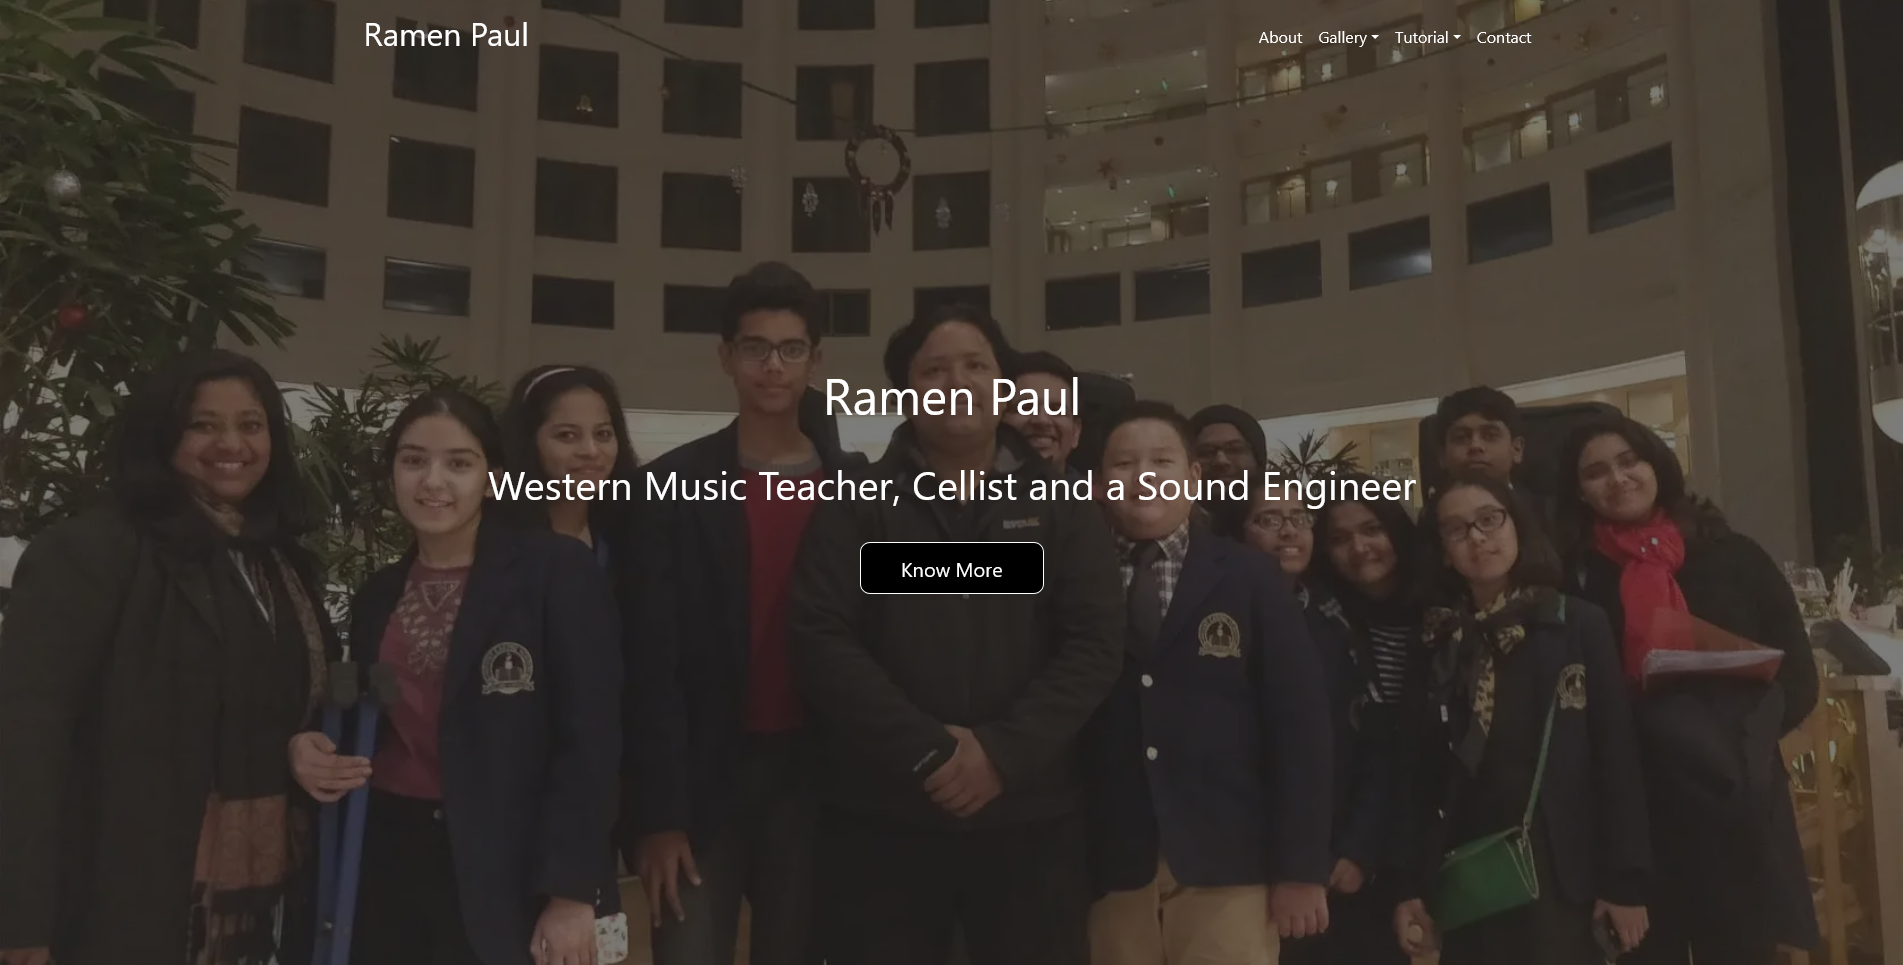 Ramen Paul
About Gallery Tutorial Contact
Ramen Paul
Western Music Teacher, Cellist and a Sound Engineer
Know More